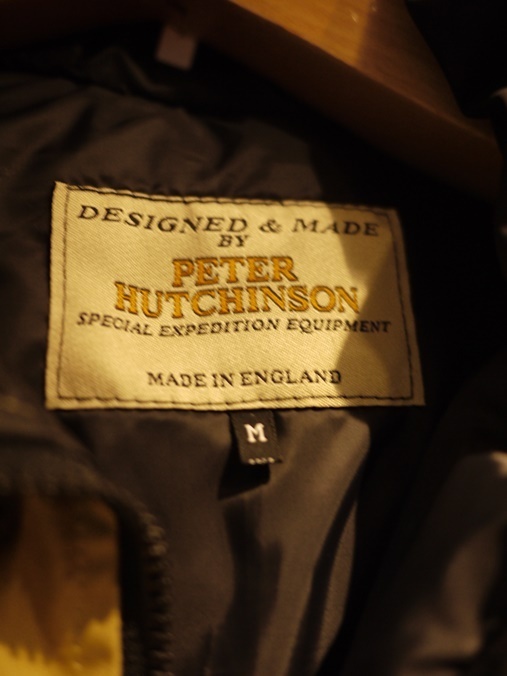 DESIGNED & MADE
BY
PETER
HUTCHINSON
SPECIAL EXPEDITION EQUIPMENT
MADE IN ENGLAND
M